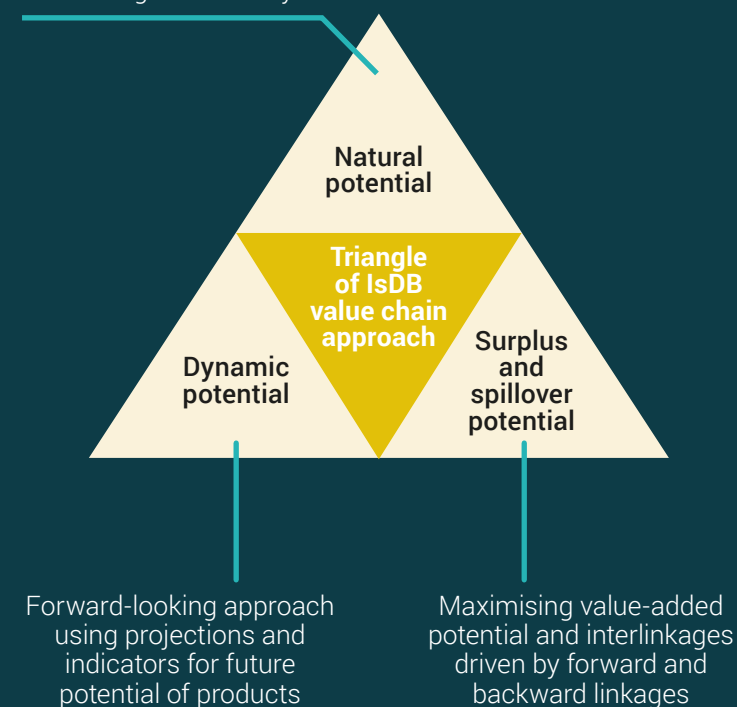 Natural
potential
Triangle
of IsDB
value chain
approach
Dynamic
potential
Surplus
and
spillover
potential
Forward-looking approach
using projections and
indicators for future
potential of products
Maximising value-added
potential and interlinkages
driven by forward and
backward linkages